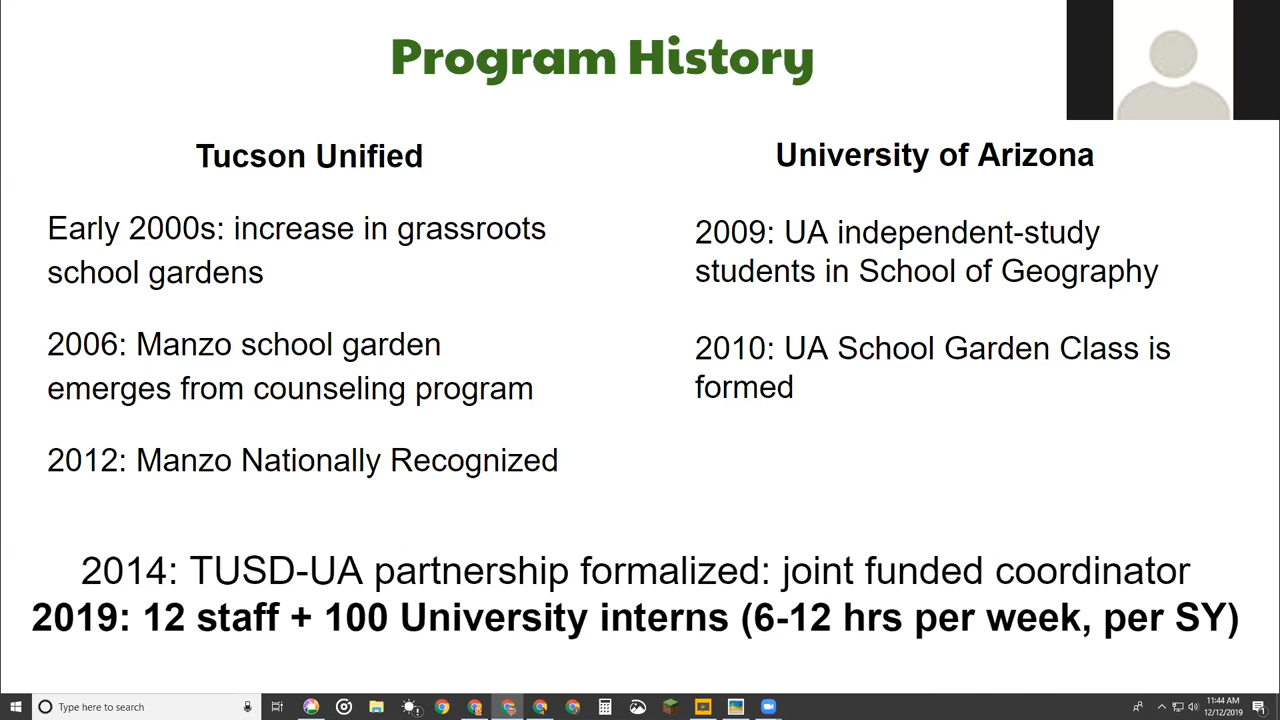 Program History
Tucson Unified
Early 2000s: increase in grassroots
school gardens
2006: Manzo school garden
emerges from counseling program
2012: Manzo Nationally Recognized
University of Arizona
2009: UA independent-study
students in School of Geography
2010: UA School Garden Class is
formed
2014: TUSD-UA partnership formalized: joint funded coordinator
2019: 12 staff + 100 University interns (6-12 hrs per week, per SY)
Type here to search
11:44 AM
12/12/2019